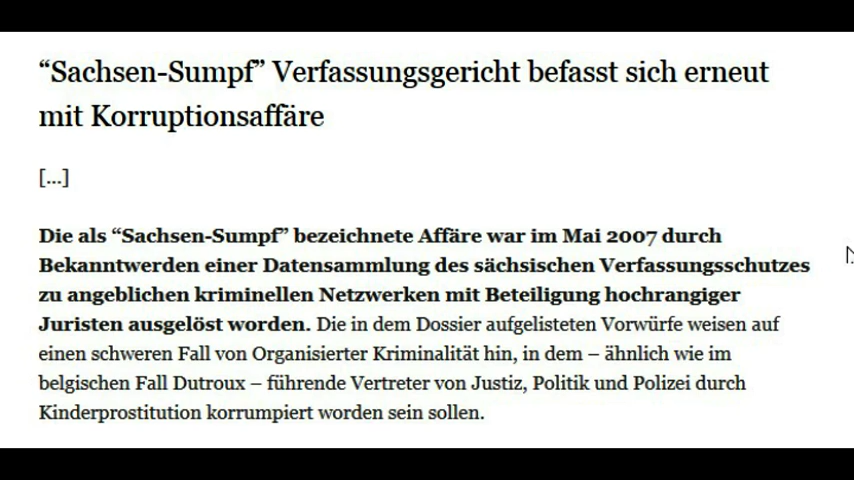 “Sachsen-Sumpf” Verfassungsgericht befasst sich erneut
mit Korruptionsaffäre
[...]
Die als “Sachsen-Sumpf” bezeichnete Affäre war im Mai 2007 durch
Bekanntwerden einer Datensammlung des sächsischen Verfassungsschutzes
zu angeblichen kriminellen Netzwerken mit Beteiligung hochrangiger
Juristen ausgelöst worden. Die in dem Dossier aufgelisteten Vorwürfe weisen auf
einen schweren Fall von Organisierter Kriminalität hin, in dem – ähnlich wie im
belgischen Fall Dutroux – führende Vertreter von Justiz, Politik und Polizei durch
Kinderprostitution korrumpiert worden sein sollen.